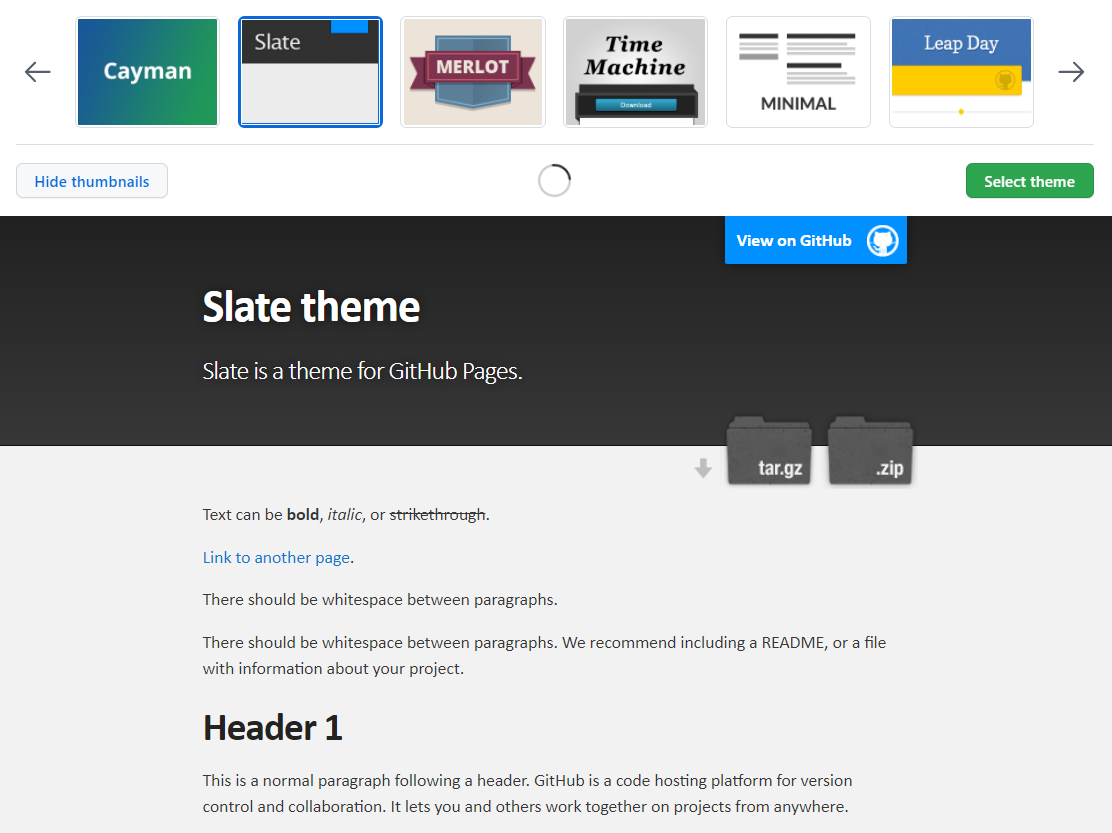 Cayman
Slate
MERLOT
Time
Machine
Download
MINIMAL
Leap Day
Hide thumbnails
Select theme
View on GitHub
Slate theme
Slate is a theme for GitHub Pages.
tar.gz
.zip
Text can be bold, italic, or strikethrough.
Link to another page.
There should be whitespace between paragraphs.
There should be whitespace between paragraphs. We recommend including a README, or a file
with information about your project.
Header 1
This is a normal paragraph following a header. GitHub is a code hosting platform for version
control and collaboration. It lets you and others work together on projects from anywhere.